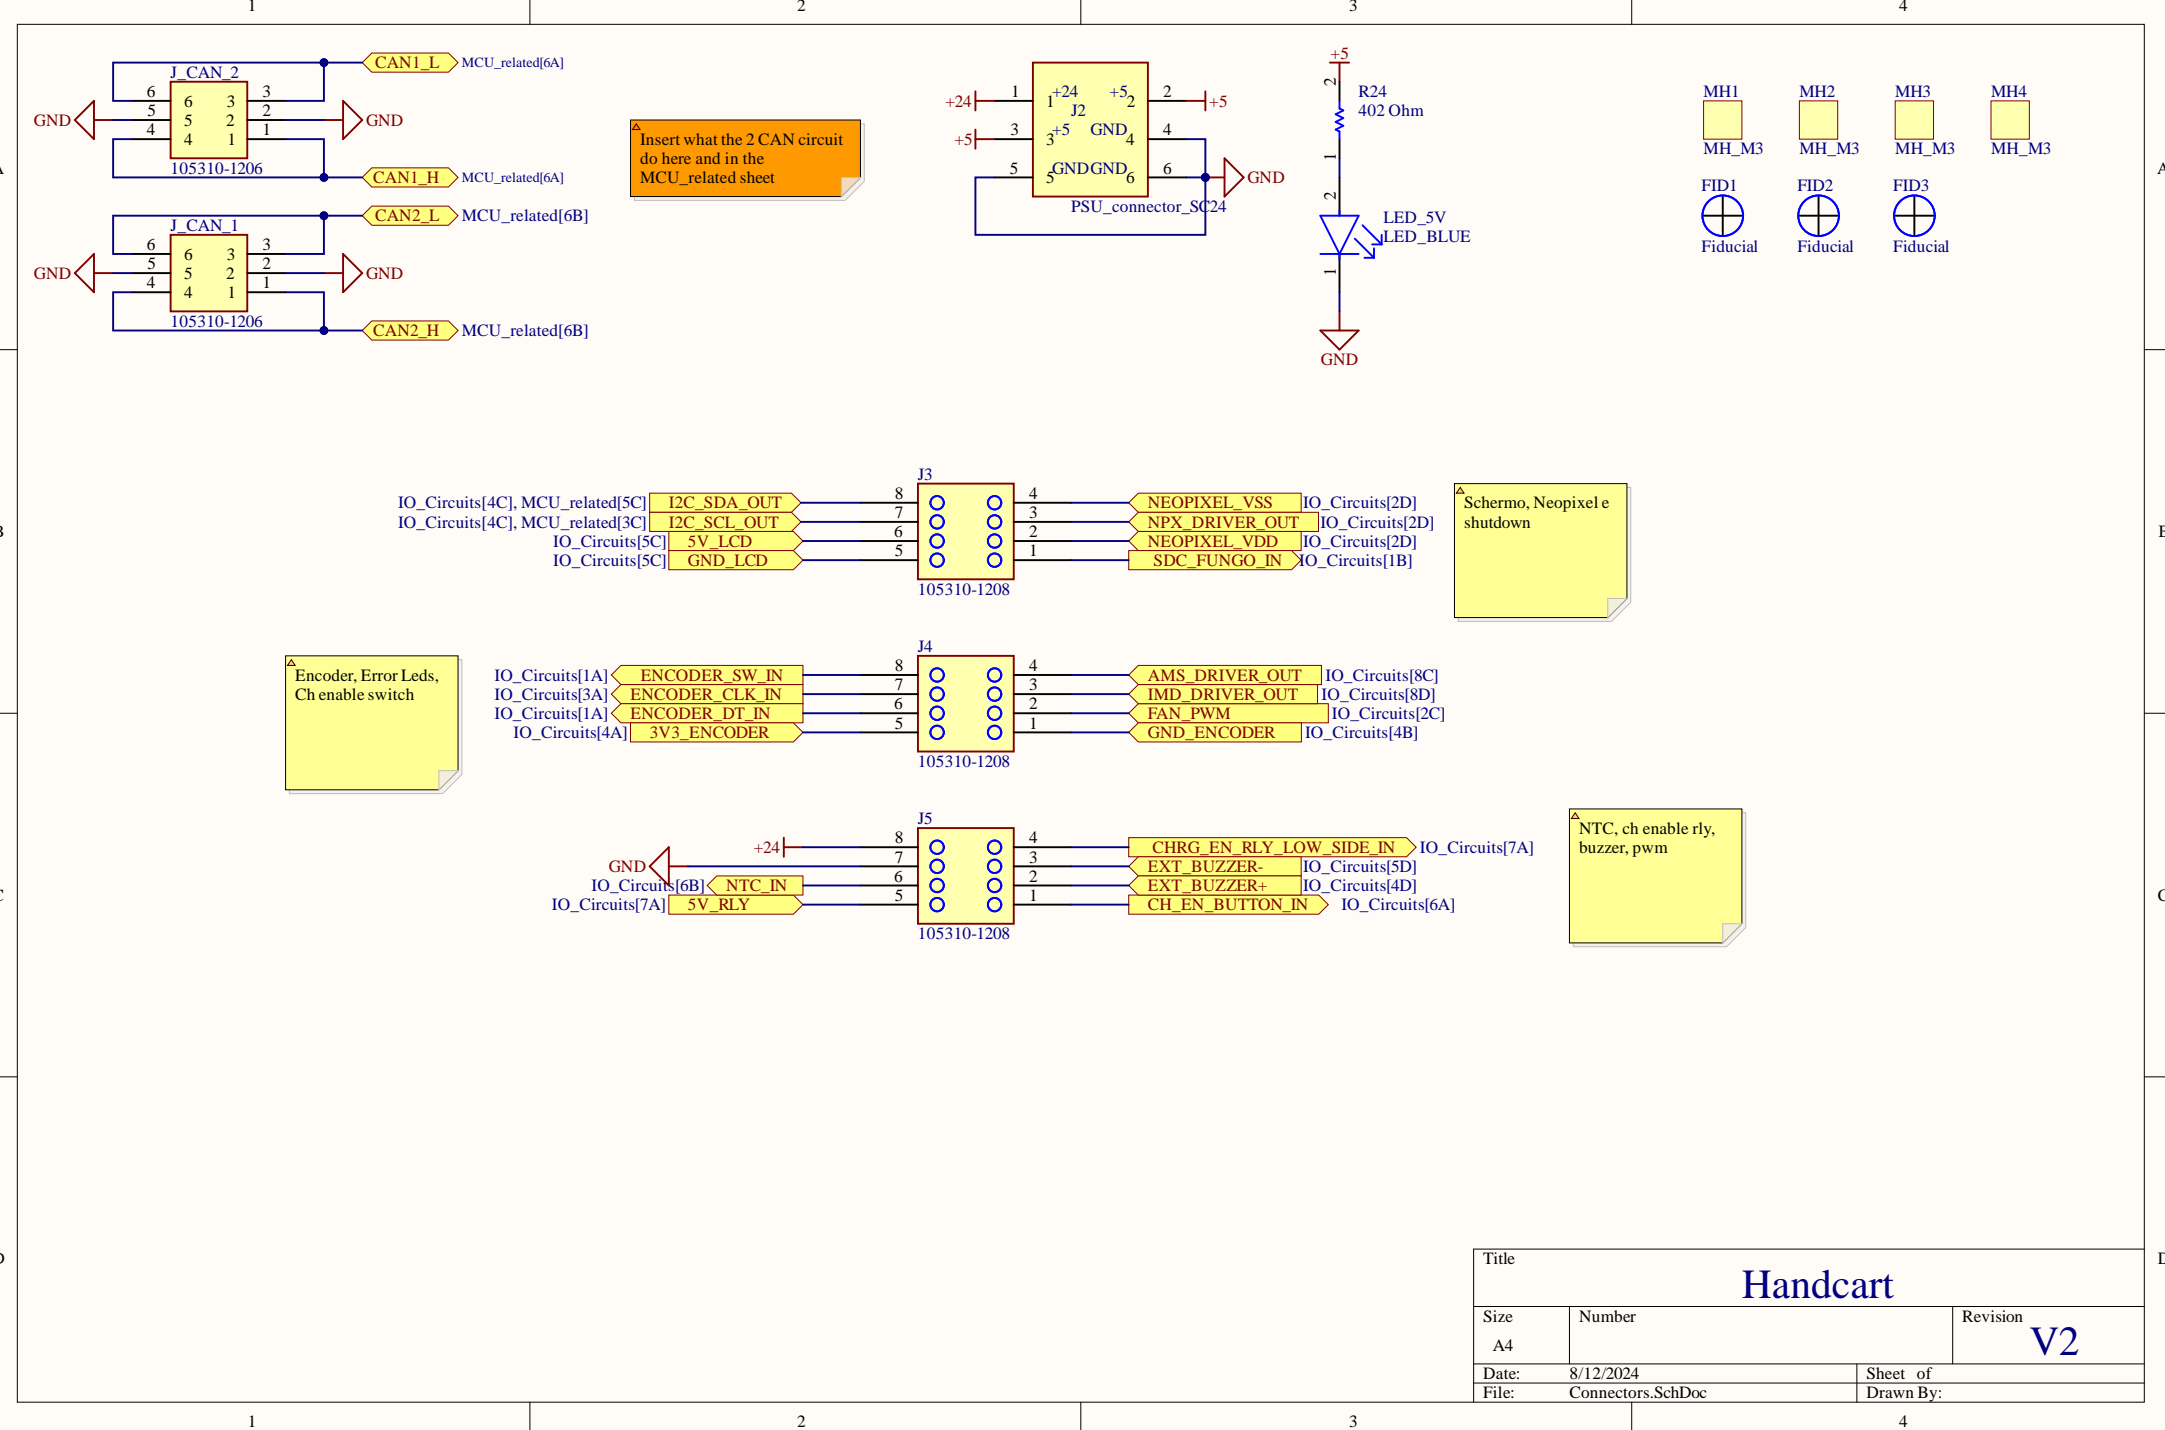 1 2 3 4
J_CAN_2
CAN1_L MCU_related[6A]
6 6 3 3
GND 5 5 2 2 GND
4 4 1 1
105310-1206
CAN1_H MCU_related[6A]
CAN2_L MCU_related[6B]
J_CAN_1
6 6 3 3
GND 5 5 2 2 GND
4 4 1 1
105310-1206
CAN2_H MCU_related[6B]
Insert what the 2 CAN circuit
do here and in the
MCU_related sheet
+24 1 1 +24 +5 2 2 +5
J2
+5 3 3 +5 GND 4 4
5 5 GND GND 6 6 GND
PSU_connector_SC24
+5
2
R24
402 Ohm
1
2
LED_5V
LED_BLUE
1
GND
MH1 MH2 MH3 MH4
MH_M3 MH_M3 MH_M3 MH_M3
FID1 FID2 FID3
Fiducial Fiducial Fiducial
A A
J3
IO_Circuits[4C], MCU_related[5C] I2C_SDA_OUT 8 4 NEOPIXEL_VSS IO_Circuits[2D]
IO_Circuits[4C], MCU_related[3C] I2C_SCL_OUT 7 3 NPX_DRIVER_OUT IO_Circuits[2D]
IO_Circuits[5C] 5V_LCD 6 2 NEOPIXEL_VDD IO_Circuits[2D]
IO_Circuits[5C] GND_LCD 5 1 SDC_FUNGO_IN IO_Circuits[1B]
105310-1208
Schermo, Neopixel e
shutdown
B
Encoder, Error Leds,
Ch enable switch
J4
IO_Circuits[1A] ENCODER_SW_IN 8 4 AMS_DRIVER_OUT IO_Circuits[8C]
IO_Circuits[3A] ENCODER_CLK_IN 7 3 IMD_DRIVER_OUT IO_Circuits[8D]
IO_Circuits[1A] ENCODER_DT_IN 6 2 FAN_PWM IO_Circuits[2C]
IO_Circuits[4A] 3V3_ENCODER 5 1 GND_ENCODER IO_Circuits[4B]
105310-1208
J5
+24 8 4 CHRG_EN_RLY_LOW_SIDE_IN IO_Circuits[7A]
GND 7 3 EXT_BUZZER- IO_Circuits[5D]
IO_Circuits[6B] NTC_IN 6 2 EXT_BUZZER+ IO_Circuits[4D]
IO_Circuits[7A] 5V_RLY 5 1 CH_EN_BUTTON_IN IO_Circuits[6A]
105310-1208
NTC, ch enable rly,
buzzer, pwm
C
D
Title
Handcart
Size Number Revision
A4 V2
Date: 8/12/2024 Sheet of
File: Connectors.SchDoc Drawn By:
1 2 3 4